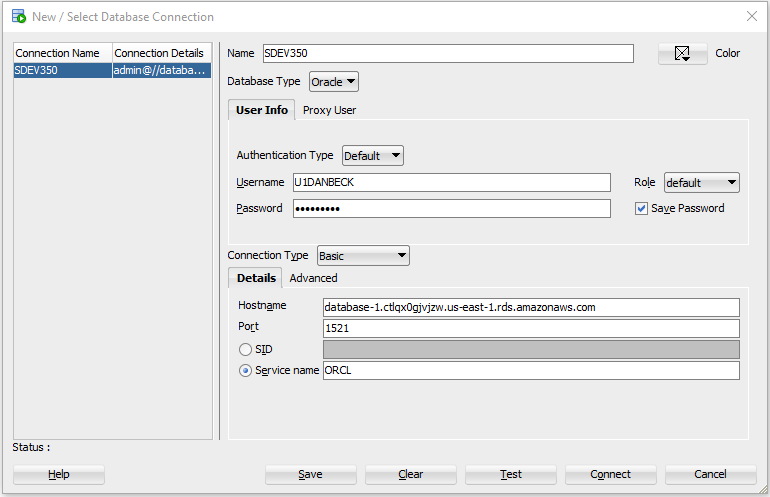 New / Select Database Connection
Connection Name Connection Details
SDEV350 admin@//databa...
Name SDEV350 Color
Database Type Oracle
User Info Proxy User
Authentication Type Default
Username U1DANBECK Role default
Password ••••••••• Save Password
Connection Type Basic
Details Advanced
Hostname database-1.ctlqx0gjvjzw.us-east-1.rds.amazonaws.com
Port 1521
SID
Service name ORCL
Status :
Help Save Clear Test Connect Cancel